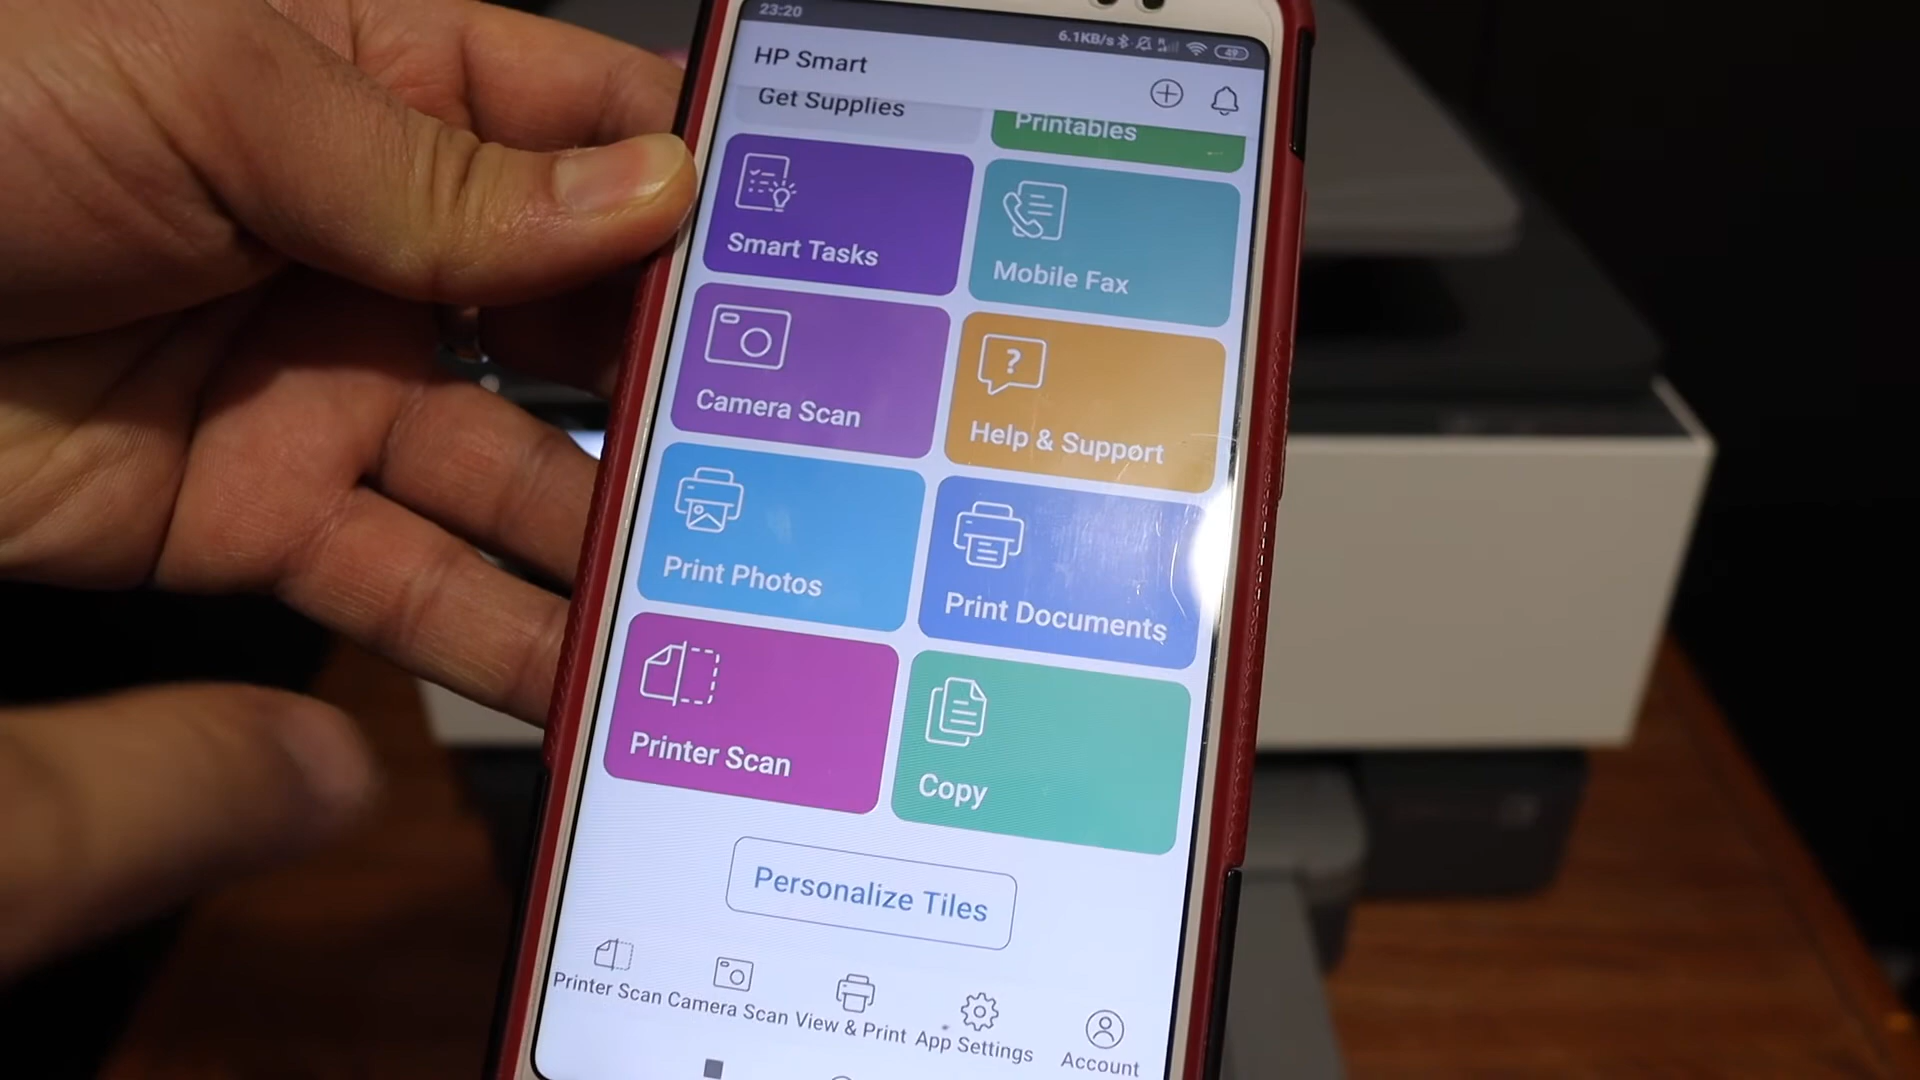 23:20
6.1KB/s
49
HP Smart
Get Supplies
Printables
Smart Tasks
Mobile Fax
Camera Scan
Help & Support
Print Photos
Print Documents
Printer Scan
Copy
Personalize Tiles
Printer Scan
Camera Scan
View & Print
App Settings
Account